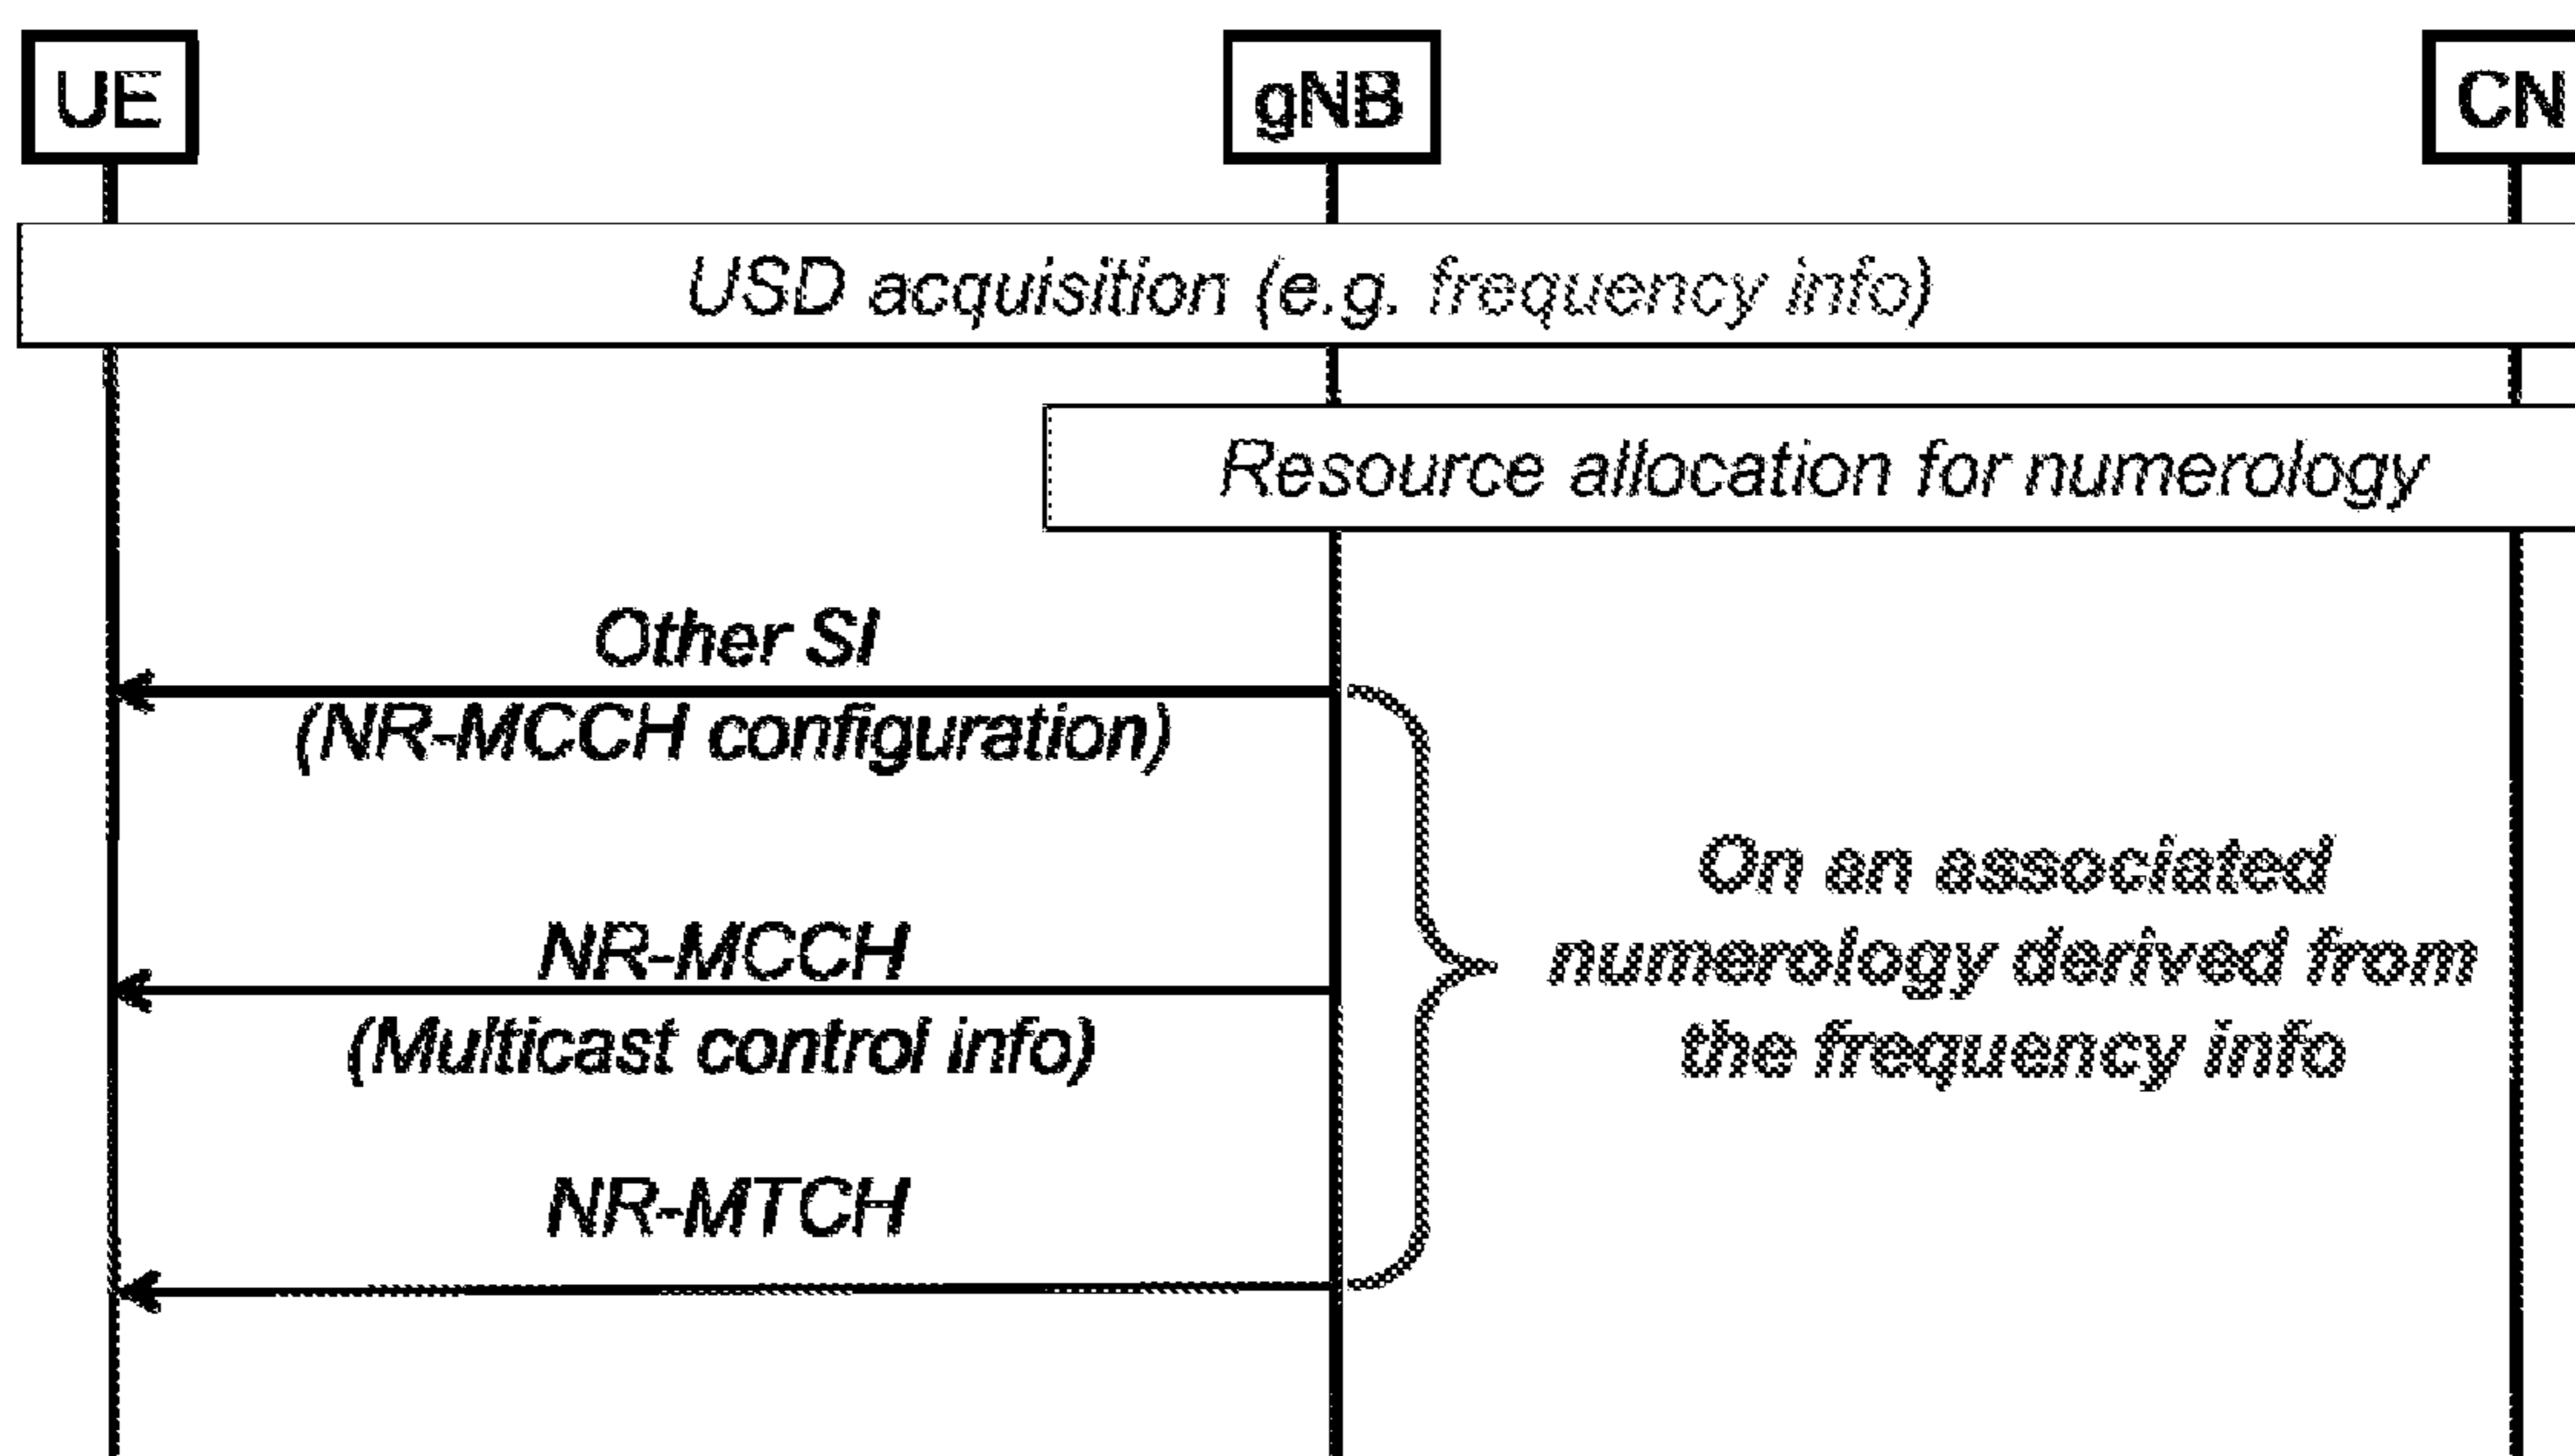 UE
gNB
CN
USD acquisition (e.g. frequency info)
Resource allocation for numerology
Other SI
(NR-MCCH configuration)
NR-MCCH
(Multicast control info)
NR-MTCH
On an associated
numerology derived from
the frequency info